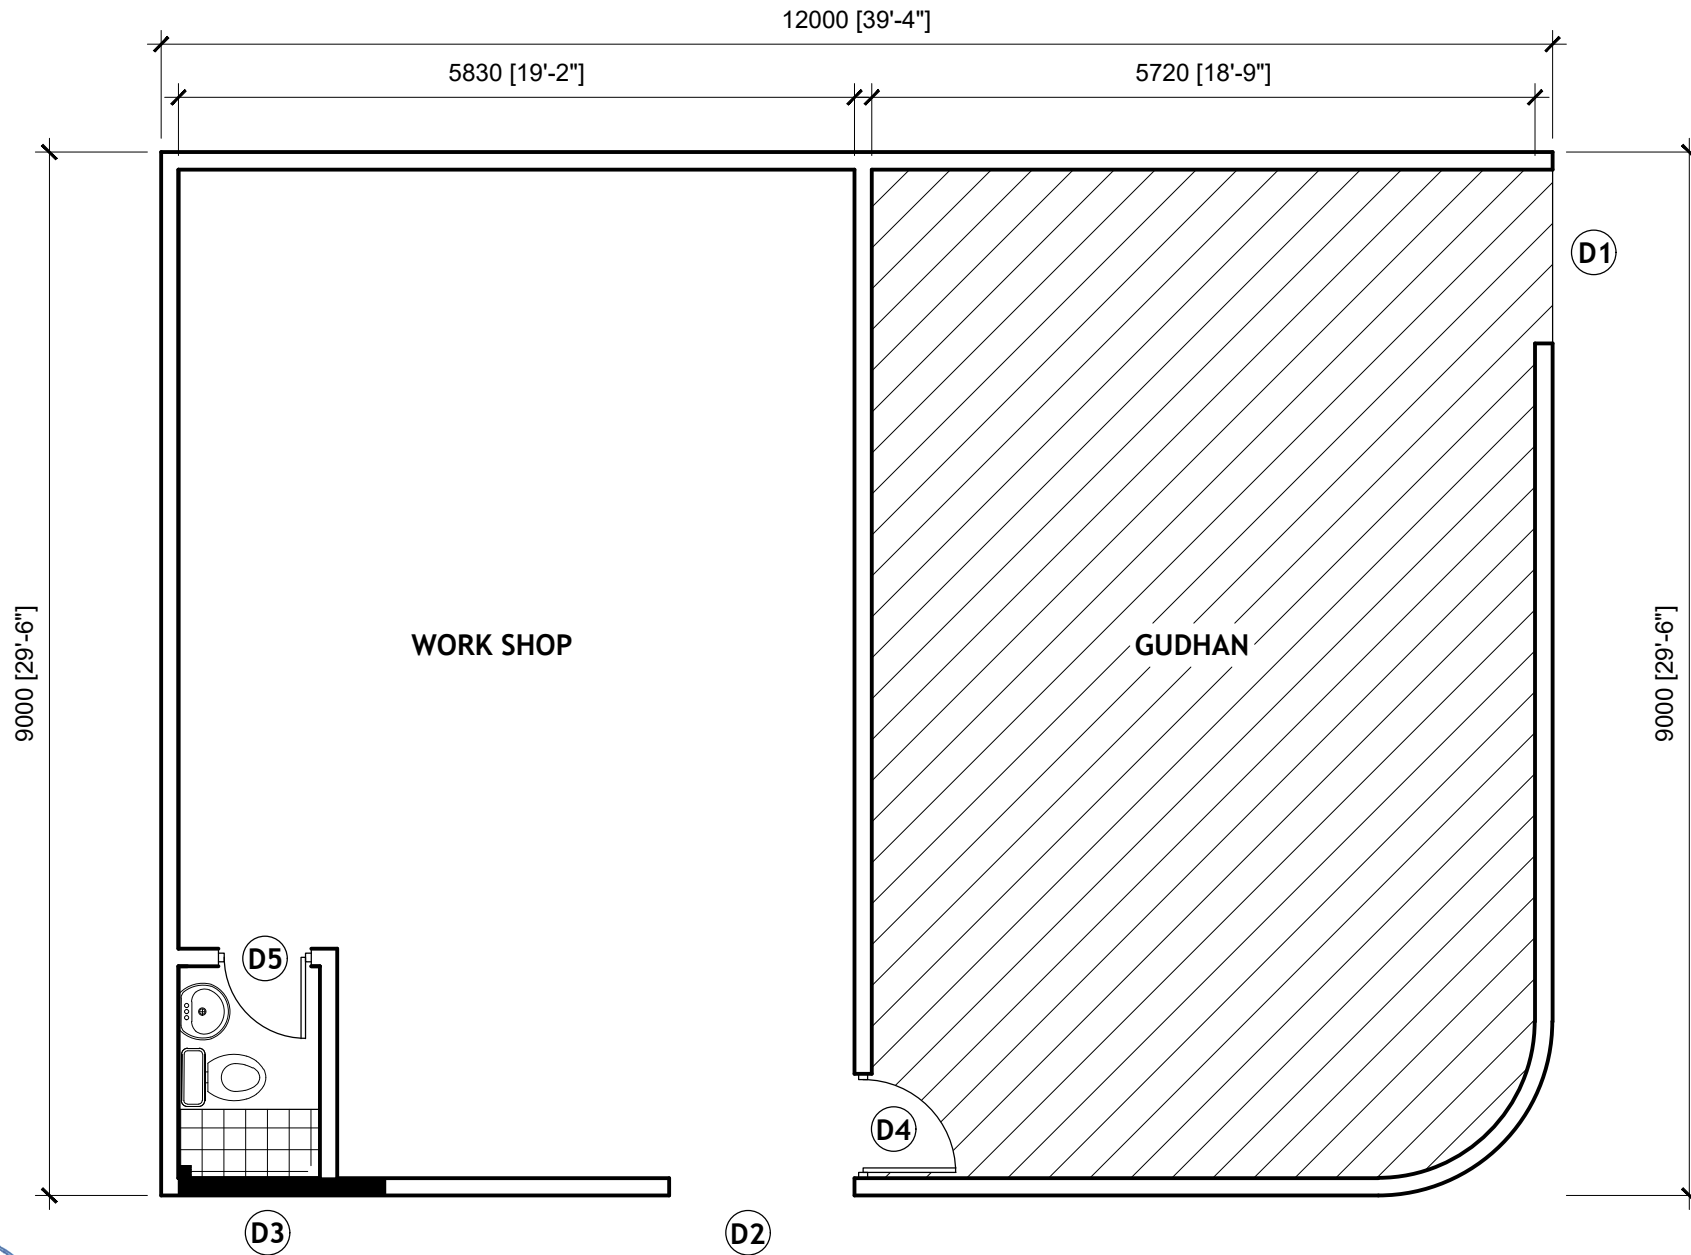 12000 [39'-4"]
5830 [19'-2"]
5720 [18'-9"]
D1
9000 [29'-6"]
WORK SHOP
GUDHAN
9000 [29'-6"]
D5
D4
D3
D2